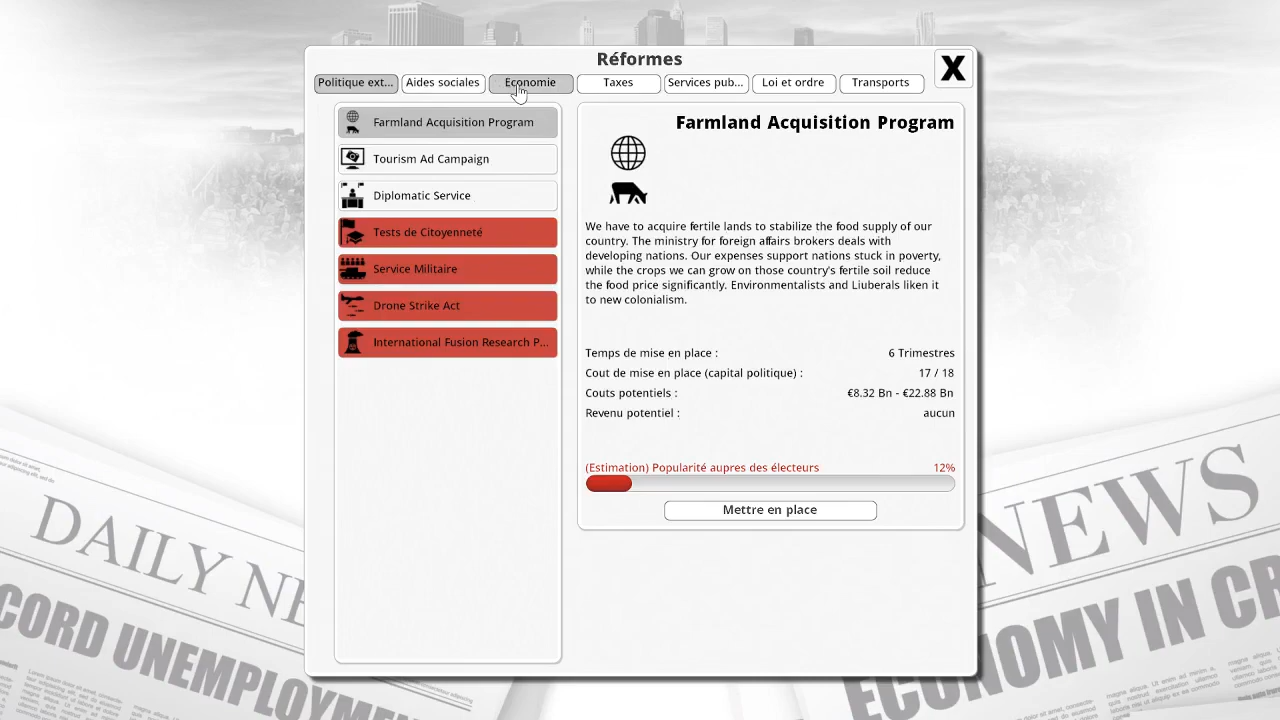 Réformes
X
Politique ext...
Aides sociales
Economie
Taxes
Services pub...
Loi et ordre
Transports
Farmland Acquisition Program
Tourism Ad Campaign
Diplomatic Service
Tests de Citoyenneté
Service Militaire
Drone Strike Act
International Fusion Research P...
Farmland Acquisition Program
We have to acquire fertile lands to stabilize the food supply of our
country. The ministry for foreign affairs brokers deals with
developing nations. Our expenses support nations stuck in poverty,
while the crops we can grow on those country's fertile soil reduce
the food price significantly. Environmentalists and Liuberals liken it
to new colonialism.
Temps de mise en place : 6 Trimestres
Cout de mise en place (capital politique) : 17 / 18
Couts potentiels : €8.32 Bn - €22.88 Bn
Revenu potentiel : aucun
(Estimation) Popularité aupres des électeurs 12%
Mettre en place
DAILY NE
CORD UNEMPLOYM
NEWS
ECONOMY IN CR